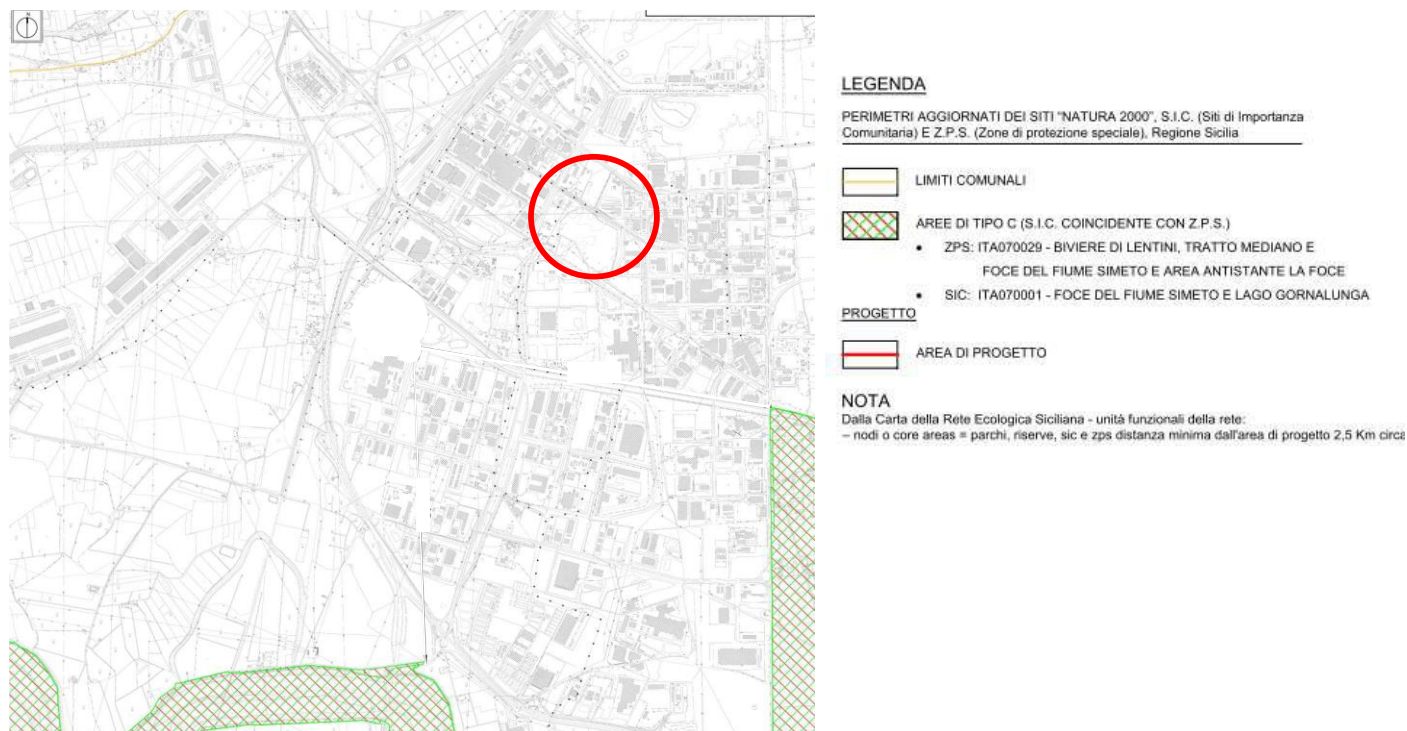 N
LEGENDA
PERIMETRI AGGIORNATI DEI SITI "NATURA 2000", S.I.C. (Siti di Importanza
Comunitaria) E Z.P.S. (Zone di protezione speciale), Regione Sicilia
LIMITI COMUNALI
AREE DI TIPO C (S.I.C. COINCIDENTE CON Z.P.S.)
• ZPS: ITA070029 - BIVIERE DI LENTINI, TRATTO MEDIANO E
FOCE DEL FIUME SIMETO E AREA ANTISTANTE LA FOCE
• SIC: ITA070001 - FOCE DEL FIUME SIMETO E LAGO GORNALUNGA
PROGETTO
AREA DI PROGETTO
NOTA
Dalla Carta della Rete Ecologica Siciliana - unità funzionali della rete:
– nodi o core areas = parchi, riserve, sic e zps distanza minima dall'area di progetto 2,5 Km circa